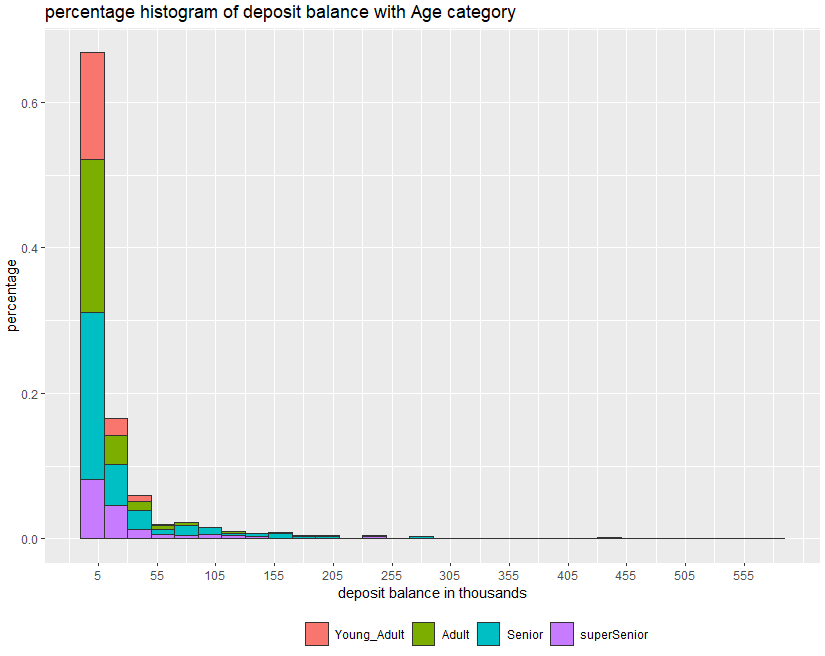 percentage histogram of deposit balance with Age category
percentage
0.6
0.4
0.2
0.0
5 55 105 155 205 255 305 355 405 455 505 555
deposit balance in thousands
Young_Adult Adult Senior superSenior